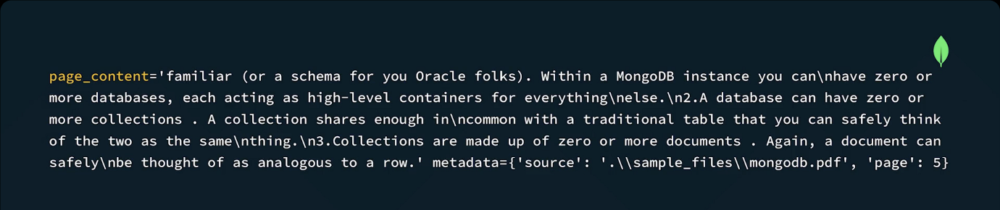 page_content='familiar (or a schema for you Oracle folks). Within a MongoDB instance you can\nhave zero or
more databases, each acting as high-level containers for everything\nelse.\n2.A database can have zero or
more collections . A collection shares enough in\ncommon with a traditional table that you can safely think
of the two as the same\nthing.\n3.Collections are made up of zero or more documents . Again, a document can
safely\nbe thought of as analogous to a row.' metadata={'source': '.\\sample_files\\mongodb.pdf', 'page': 5}